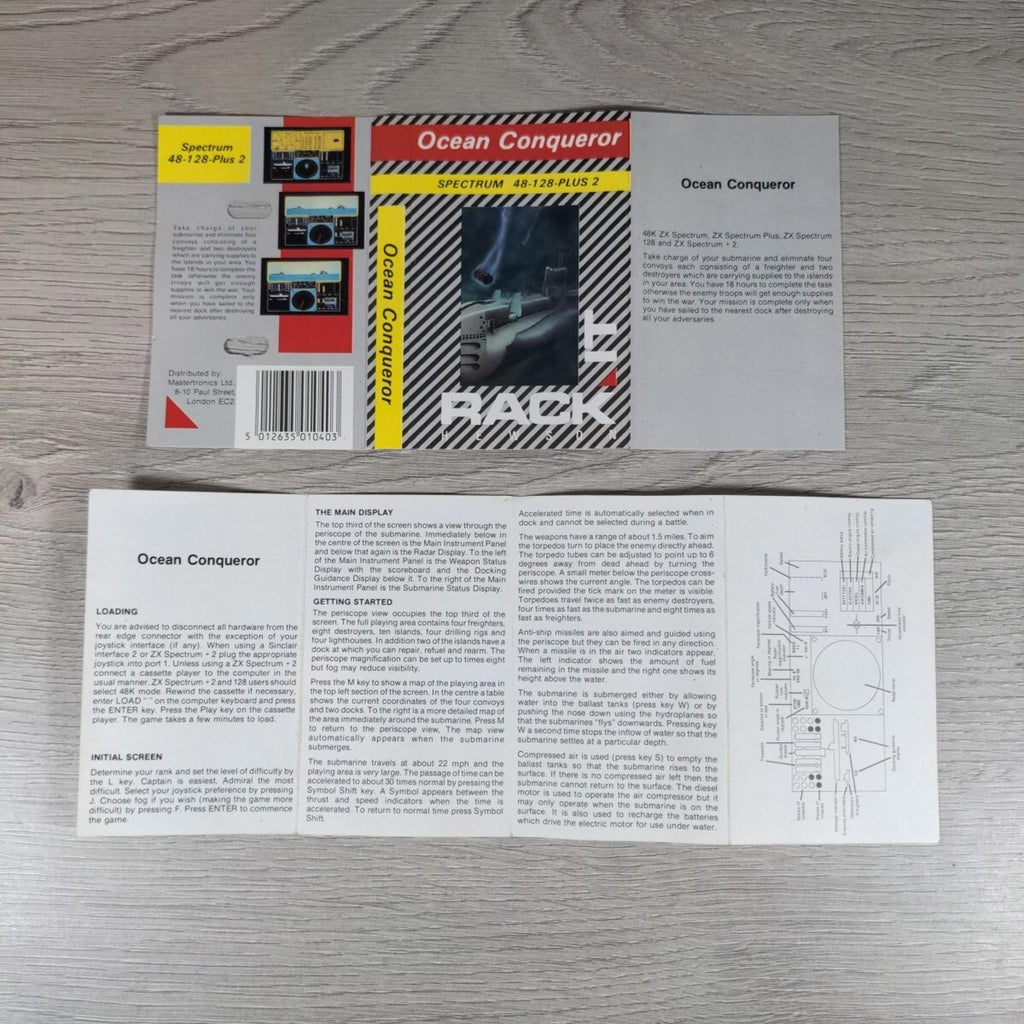 Spectrum
48-128-Plus 2
Take charge of your
submarine and eliminate four
convoys consisting of a
freighter and two destroyers
which are carrying supplies to the
islands in your area. You
have 18 hours to complete the
task otherwise the enemy
troops will get enough
supplies to win the war. Your
mission is complete only
when you have sailed to the
nearest dock after destroying
all your adversaries.
Distributed by.
Mastertronics Ltd.
8-10 Paul Street,
London EC2.
5 012635 010403
Ocean Conqueror
SPECTRUM 48-128-PLUS 2
Ocean Conqueror
THE
RACK
HEWSON
Ocean Conqueror
48K ZX Spectrum, ZX Spectrum Plus, ZX Spectrum
128 and ZX Spectrum + 2.
Take charge of your submarine and eliminate four
convoys each consisting of a freighter and two
destroyers which are carrying supplies to the islands
in your area. You have 18 hours to complete the task
otherwise the enemy troops will get enough supplies
to win the war. Your mission is complete only when
you have sailed to the nearest dock after destroying
all your adversaries.
Ocean Conqueror
LOADING
You are advised to disconnect all hardware from the
rear edge connector with the exception of your
joystick interface (if any). When using a Sinclair
interface 2 or ZX Spectrum + 2 plug the appropriate
joystick into port 1. Unless using a ZX Spectrum + 2
connect a cassette player to the computer in the
usual manner. ZX Spectrum + 2 and 128 users should
select 48K mode. Rewind the cassette if necessary,
enter LOAD "" on the computer keyboard and press
the ENTER key. Press the Play key on the cassette
player. The game takes a few minutes to load.
INITIAL SCREEN
Determine your rank and set the level of difficulty by
the L key. Captain is easiest, Admiral the most
difficult. Select your joystick preference by pressing
J. Choose fog if you wish (making the game more
difficult) by pressing F. Press ENTER to commence
the game.
THE MAIN DISPLAY
The top third of the screen shows a view through the
periscope of the submarine. Immediately below in
the centre of the screen is the Main Instrument Panel
and below that again is the Radar Display. To the left
of the Main Instrument Panel is the Weapon Status
Display with the scoreboard and the Docking
Guidance Display below it. To the right of the Main
Instrument Panel is the Submarine Status Display.
GETTING STARTED
The periscope view occupies the top third of the
screen. The full playing area contains four freighters,
eight destroyers, ten islands, four drilling rigs and
four lighthouses. In addition two of the islands have a
dock at which you can repair, refuel and rearm. The
periscope magnification can be set up to times eight
but fog may reduce visibility.
Press the M key to show a map of the playing area in
the top left section of the screen. In the centre a table
shows the current coordinates of the four convoys
and two docks. To the right is a more detailed map of
the area immediately around the submarine. Press M
to return to the periscope view. The map view
automatically appears when the submarine
submerges.
The submarine travels at about 22 mph and the
playing area is very large. The passage of time can be
accelerated to about 30 times normal by pressing the
Symbol Shift key. A Symbol appears between the
thrust and speed indicators when the time is
accelerated. To return to normal time press Symbol
Shift.
Accelerated time is automatically selected when in
dock and cannot be selected during a battle.
The weapons have a range of about 1.5 miles. To aim
the torpedos turn to place the enemy directly ahead.
The torpedo tubes can be adjusted to point up to 6
degrees away from dead ahead by turning the
periscope. A small meter below the periscope cross-
wires shows the current angle. The torpedos can be
fired provided the tick mark on the meter is visible.
Torpedoes travel twice as fast as enemy destroyers,
four times as fast as the submarine and eight times as
fast as freighters.
Anti-ship missiles are also aimed and guided using
the periscope but they can be fired in any direction.
When a missile is in the air two indicators appear.
The left indicator shows the amount of fuel
remaining in the missile and the right one shows its
height above the water.
The submarine is submerged either by allowing
water into the ballast tanks (press key W) or by
pushing the nose down using the hydroplanes so
that the submarines "flys" downwards. Pressing key
W a second time stops the inflow of water so that the
submarine settles at a particular depth.
Compressed air is used (press key S) to empty the
ballast tanks so that the submarine rises to the
surface. If there is no compressed air left then the
submarine cannot return to the surface. The diesel
motor is used to operate the air compressor but it
may only operate when the submarine is on the
surface. It is also used to recharge the batteries
which drive the electric motor for use under water.